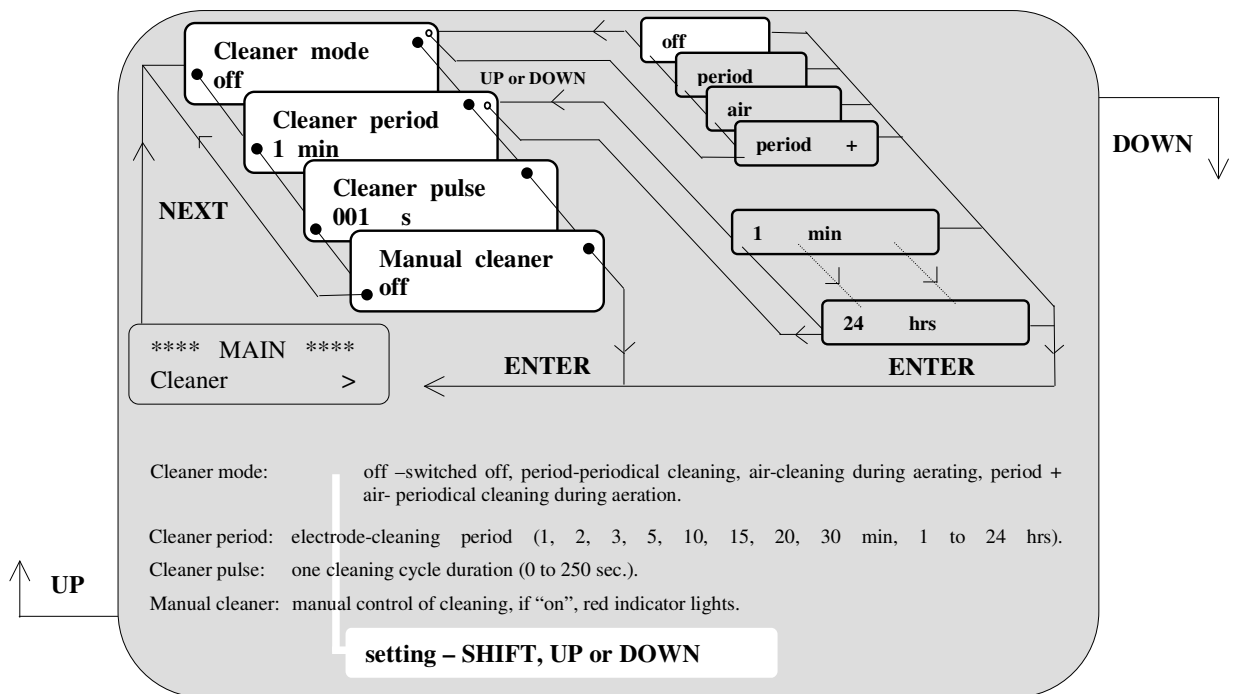 Cleaner mode
off
Cleaner period
1 min
Cleaner pulse
001 s
Manual cleaner
off
UP or DOWN
off
period
air
period +
1 min
24 hrs
NEXT
**** MAIN ****
Cleaner >
ENTER
ENTER
DOWN
UP
Cleaner mode: off –switched off, period-periodical cleaning, air-cleaning during aerating, period +
air- periodical cleaning during aeration.
Cleaner period: electrode-cleaning period (1, 2, 3, 5, 10, 15, 20, 30 min, 1 to 24 hrs).
Cleaner pulse: one cleaning cycle duration (0 to 250 sec.).
Manual cleaner: manual control of cleaning, if “on”, red indicator lights.
setting – SHIFT, UP or DOWN